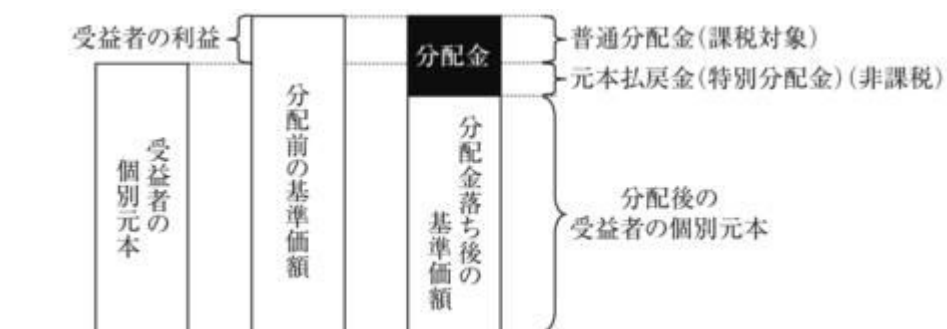 受益者の利益
受益者の
個別元本
分配前の基準価額
分配金
分配金落ち後の
基準価額
普通分配金(課税対象)
元本払戻金(特別分配金)(非課税)
分配後の
受益者の個別元本